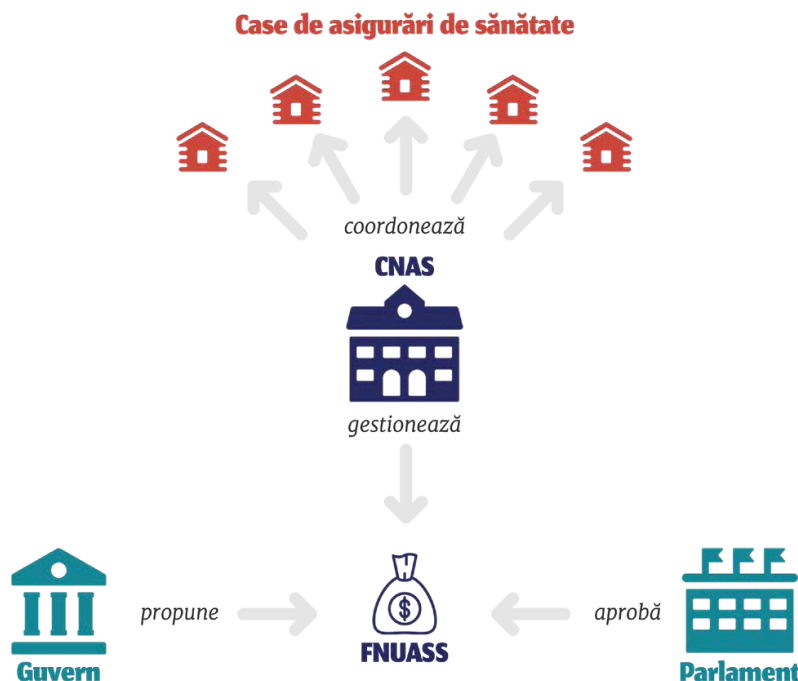 Case de asigurări de sănătate
coordonează
CNAS
gestionează
propune
aprobă
$
FNUASS
Guvern
Parlament